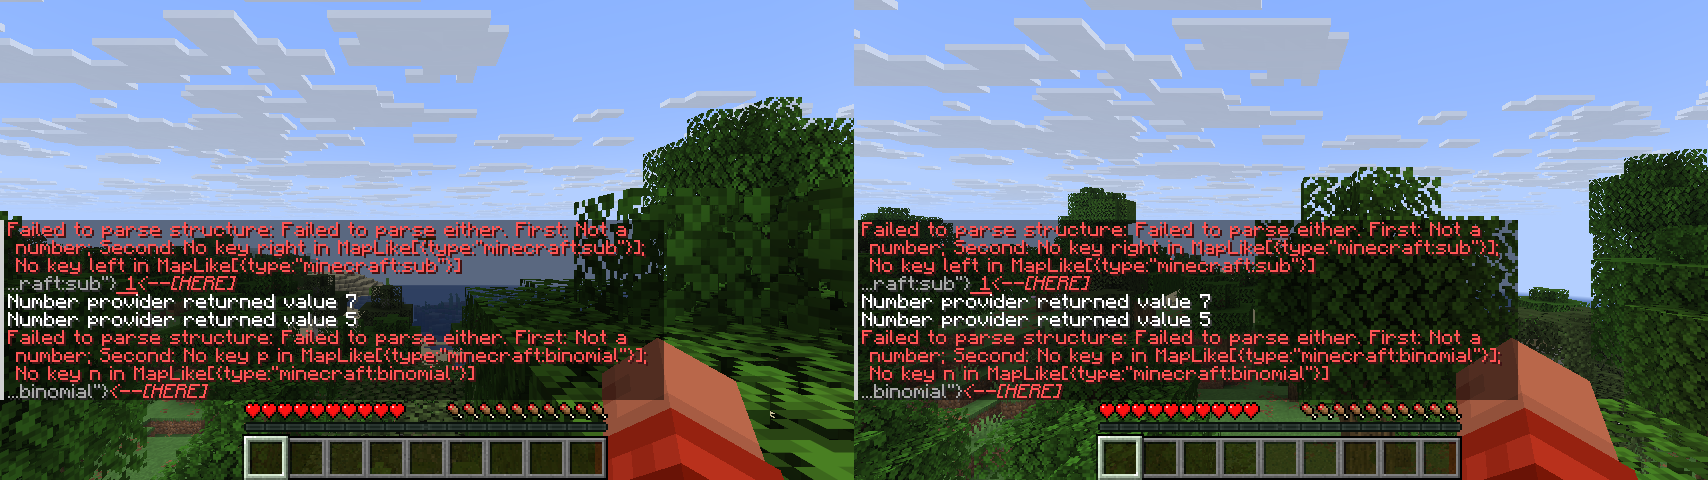 Failed to parse structure: Failed to parse either. First: Not a
number; Second: No key right in MapLike[{type:"minecraft:sub"}];
No key left in MapLike[{type:"minecraft:sub"}]
...raft:sub"} 1<--[HERE]
Number provider returned value 7
Number provider returned value 5
Failed to parse structure: Failed to parse either. First: Not a
number; Second: No key p in MapLike[{type:"minecraft:binomial"}];
No key n in MapLike[{type:"minecraft:binomial"}]
...binomial"}<--[HERE]
Failed to parse structure: Failed to parse either. First: Not a
number; Second: No key right in MapLike[{type:"minecraft:sub"}];
No key left in MapLike[{type:"minecraft:sub"}]
...raft:sub"} 1<--[HERE]
Number provider returned value 7
Number provider returned value 5
Failed to parse structure: Failed to parse either. First: Not a
number; Second: No key p in MapLike[{type:"minecraft:binomial"}];
No key n in MapLike[{type:"minecraft:binomial"}]
...binomial"}<--[HERE]